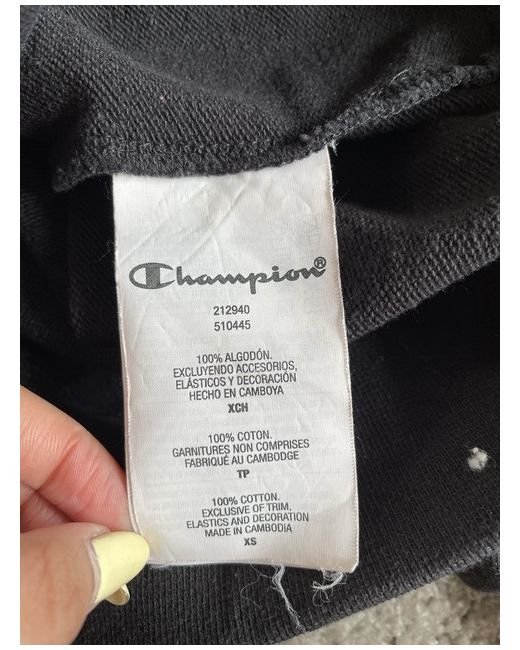 Champion®
212940
510445
100% ALGODÓN.
EXCLUYENDO ACCESORIOS,
ELÁSTICOS Y DECORACIÓN
HECHO EN CAMBOYA
XCH
100% COTON.
GARNITURES NON COMPRISES
FABRIQUÉ AU CAMBODGE
TP
100% COTTON.
EXCLUSIVE OF TRIM,
ELASTICS AND DECORATION
MADE IN CAMBODIA
XS